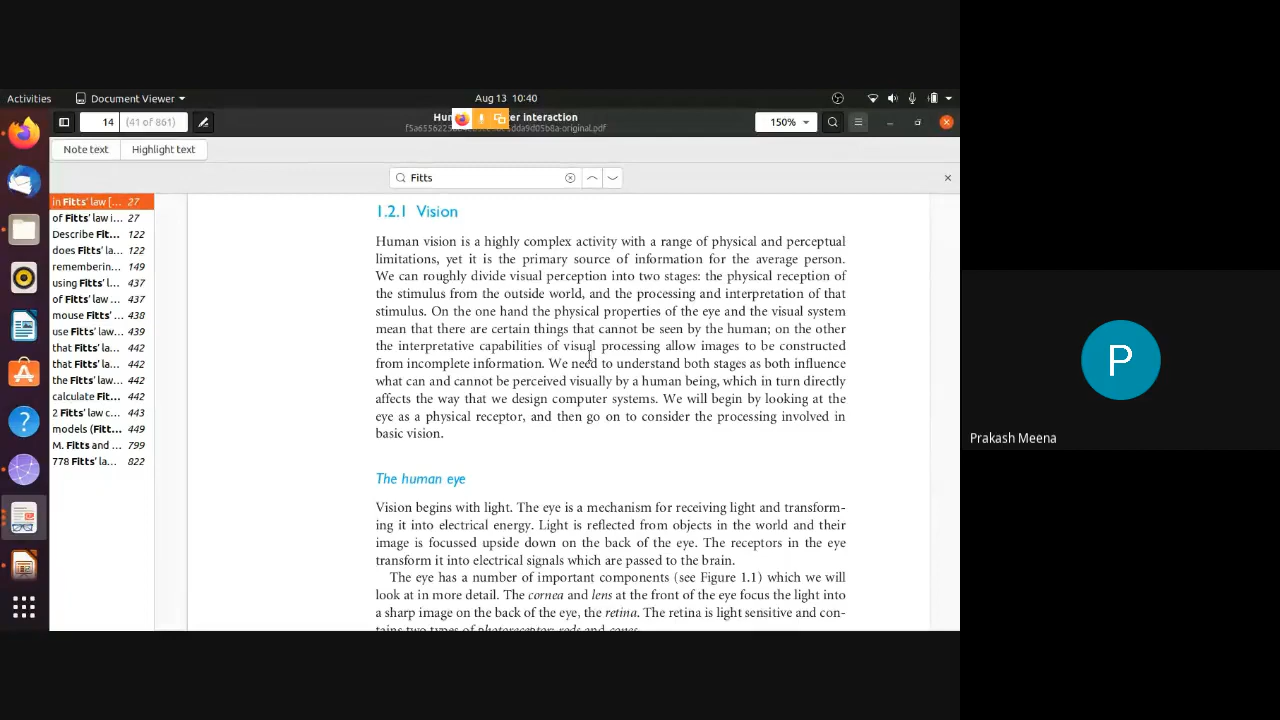 Activities
Document Viewer
Aug 13 10:40
14
(41 of 861)
Hu
er interaction
-original.pdf
150%
Note text
Highlight text
Fitts
in Fitts' law [... 27
of Fitts' law i... 27
Describe Fit... 122
does Fitts' la... 122
rememberin... 149
using Fitts' l... 437
of Fitts' law ... 437
mouse Fitts' ... 438
use Fitts' law... 439
that Fitts' la... 442
that Fitts' la... 442
the Fitts' law... 442
calculate Fit... 442
2 Fitts' law c... 443
models (Fitt... 449
M. Fitts and ... 799
778 Fitts' la... 822
1.2.1 Vision
Human vision is a highly complex activity with a range of physical and perceptual
limitations, yet it is the primary source of information for the average person.
We can roughly divide visual perception into two stages: the physical reception of
the stimulus from the outside world, and the processing and interpretation of that
stimulus. On the one hand the physical properties of the eye and the visual system
mean that there are certain things that cannot be seen by the human; on the other
the interpretative capabilities of visual processing allow images to be constructed
from incomplete information. We need to understand both stages as both influence
what can and cannot be perceived visually by a human being, which in turn directly
affects the way that we design computer systems. We will begin by looking at the
eye as a physical receptor, and then go on to consider the processing involved in
basic vision.
The human eye
Vision begins with light. The eye is a mechanism for receiving light and transform-
ing it into electrical energy. Light is reflected from objects in the world and their
image is focussed upside down on the back of the eye. The receptors in the eye
transform it into electrical signals which are passed to the brain.
The eye has a number of important components (see Figure 1.1) which we will
look at in more detail. The cornea and lens at the front of the eye focus the light into
a sharp image on the back of the eye, the retina. The retina is light sensitive and con-
tains two types of photoreceptor: rods and cones.
P
Prakash Meena